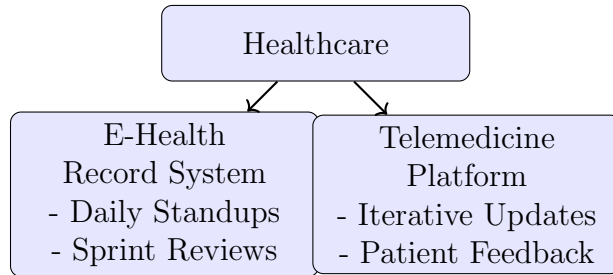 Healthcare
E-Health
Record System
- Daily Standups
- Sprint Reviews
Telemedicine
Platform
- Iterative Updates
- Patient Feedback